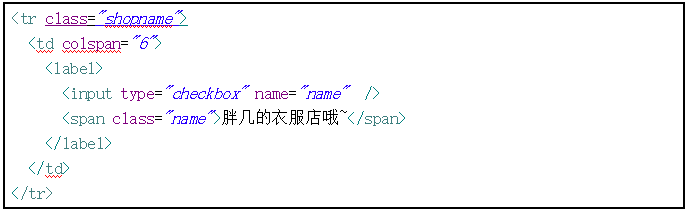 <tr class="shopname">
<td colspan="6">
<label>
<input type="checkbox" name="name" />
<span class="name">胖几的衣服店哦~</span>
</label>
</td>
</tr>